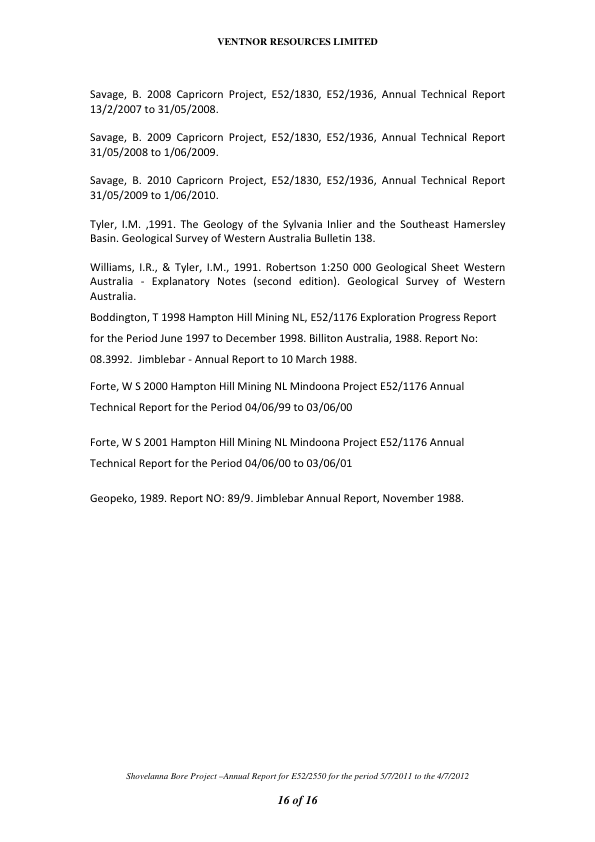 VENTNOR RESOURCES LIMITED
Savage, B. 2008 Capricorn Project, E52/1830, E52/1936, Annual Technical Report
13/2/2007 to 31/05/2008.
Savage, B. 2009 Capricorn Project, E52/1830, E52/1936, Annual Technical Report
31/05/2008 to 1/06/2009.
Savage, B. 2010 Capricorn Project, E52/1830, E52/1936, Annual Technical Report
31/05/2009 to 1/06/2010.
Tyler, I.M. ,1991. The Geology of the Sylvania Inlier and the Southeast Hamersley
Basin. Geological Survey of Western Australia Bulletin 138.
Williams, I.R., & Tyler, I.M., 1991. Robertson 1:250 000 Geological Sheet Western
Australia - Explanatory Notes (second edition). Geological Survey of Western
Australia.
Boddington, T 1998 Hampton Hill Mining NL, E52/1176 Exploration Progress Report
for the Period June 1997 to December 1998. Billiton Australia, 1988. Report No:
08.3992. Jimblebar - Annual Report to 10 March 1988.
Forte, W S 2000 Hampton Hill Mining NL Mindoona Project E52/1176 Annual
Technical Report for the Period 04/06/99 to 03/06/00
Forte, W S 2001 Hampton Hill Mining NL Mindoona Project E52/1176 Annual
Technical Report for the Period 04/06/00 to 03/06/01
Geopeko, 1989. Report NO: 89/9. Jimblebar Annual Report, November 1988.
Shovelanna Bore Project –Annual Report for E52/2550 for the period 5/7/2011 to the 4/7/2012
16 of 16